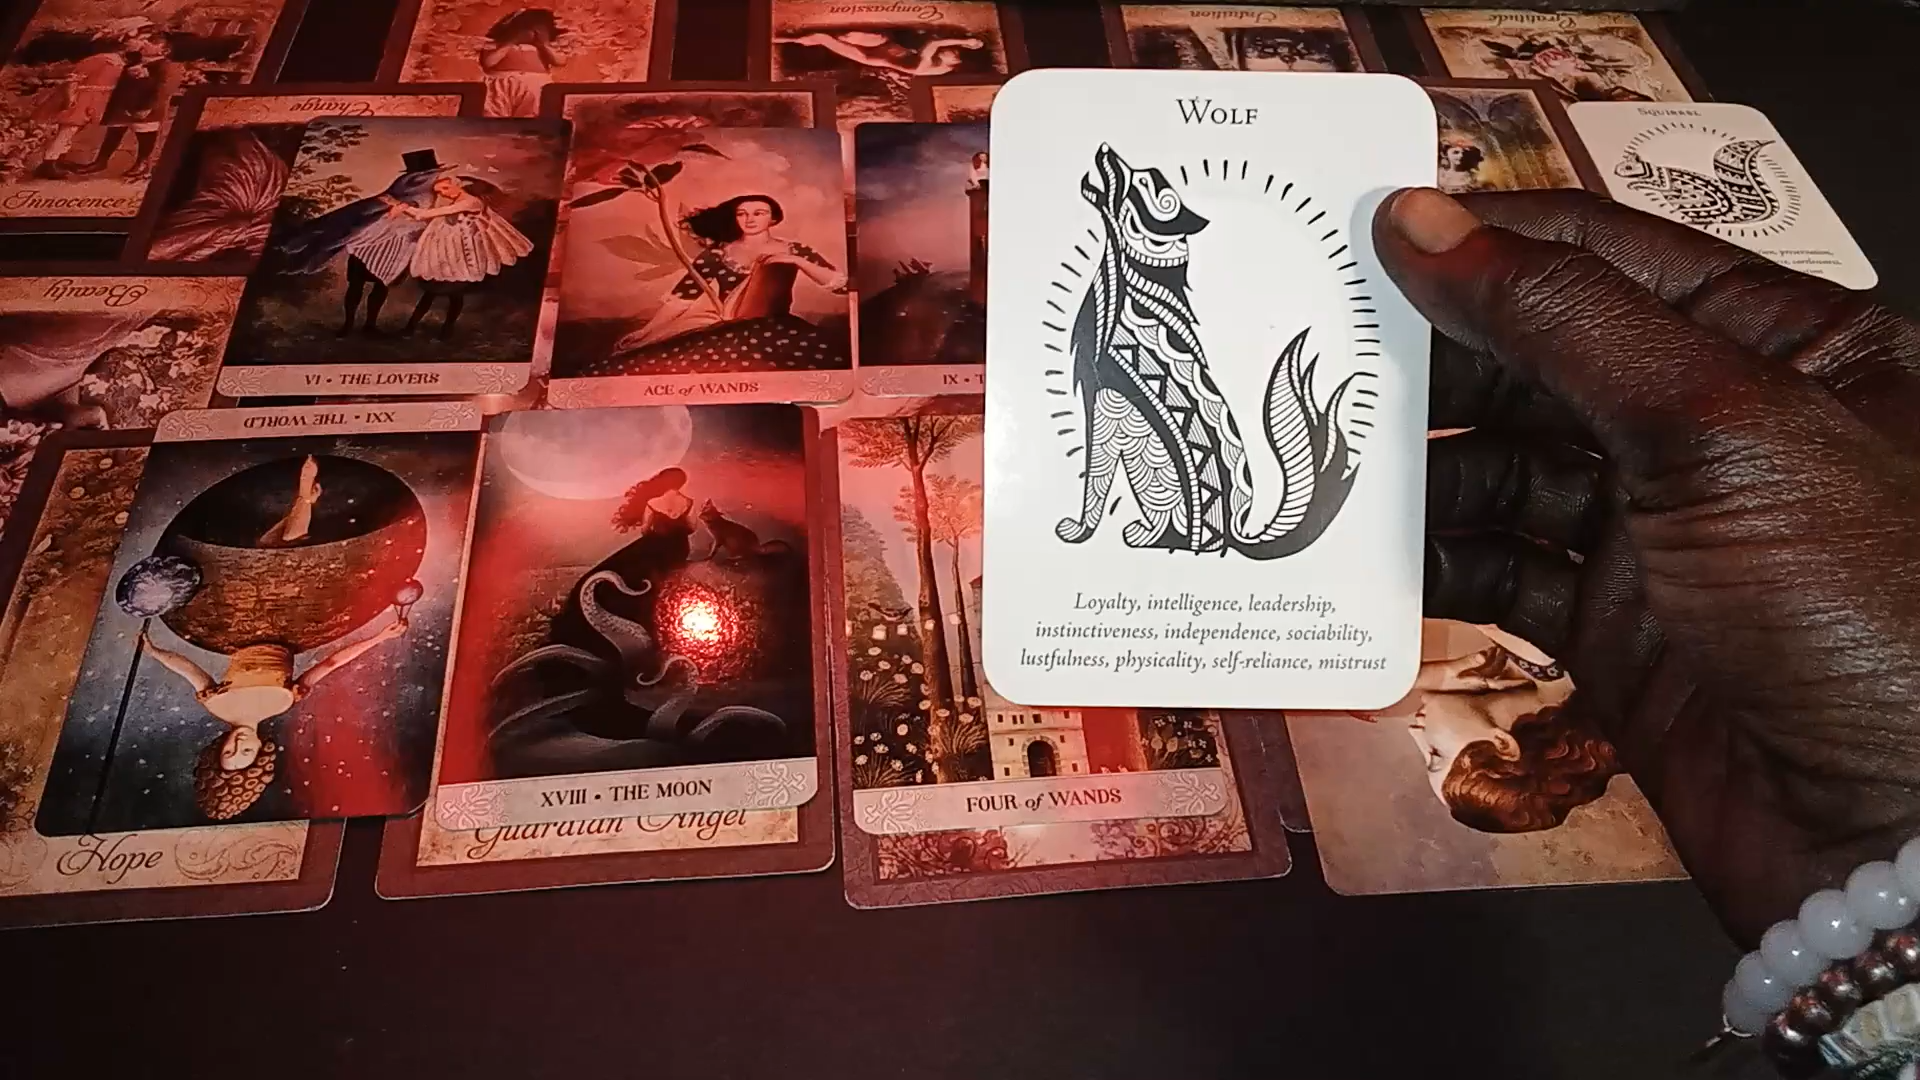 Compassion
Intuition
Gratitude
Change
Innocence
WOLF
SQUIRREL
Beauty
VI • THE LOVERS
ACE of WANDS
IX • T
XXI • THE WORLD
Loyalty, intelligence, leadership,
instinctiveness, independence, sociability,
lustfulness, physicality, self-reliance, mistrust
XVIII • THE MOON
FOUR of WANDS
Guardian Angel
Hope